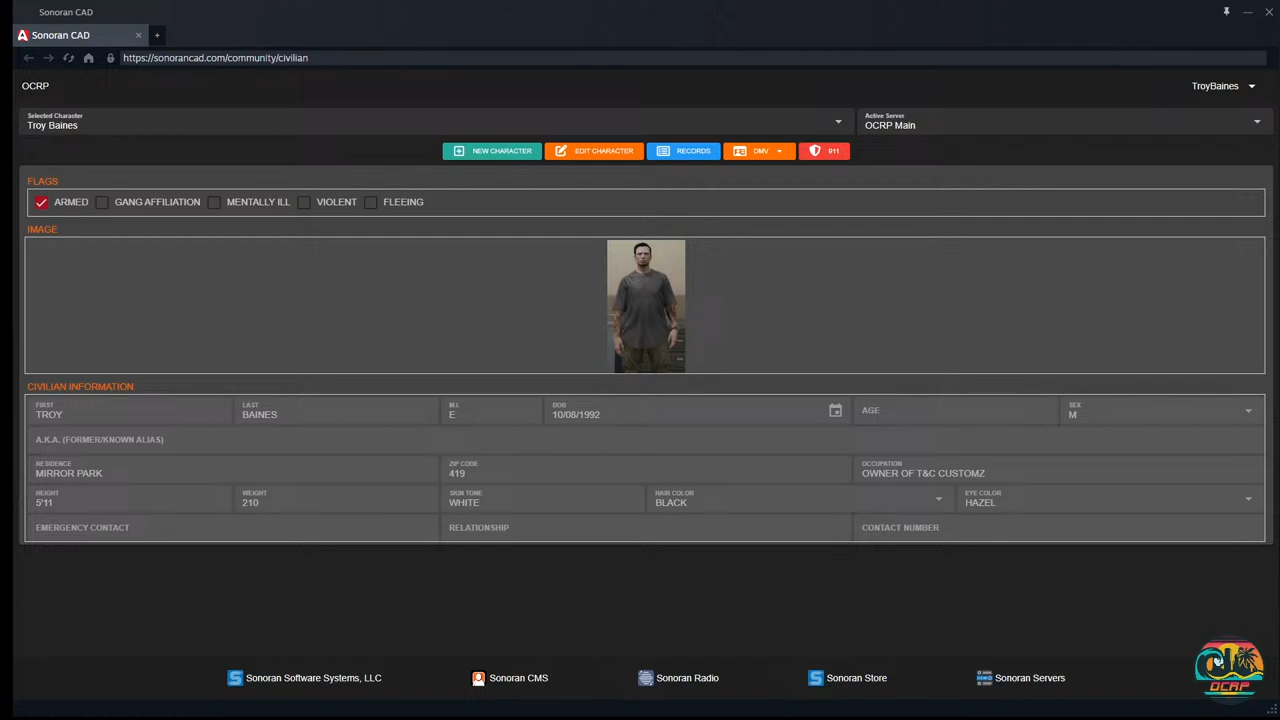 Sonoran CAD
Sonoran CAD
https://sonorancad.com/community/civilian
OCRP
TroyBaines
Selected Character
Troy Baines
Active Server
OCRP Main
NEW CHARACTER
EDIT CHARACTER
RECORDS
DMV
911
FLAGS
ARMED
GANG AFFILIATION
MENTALLY ILL
VIOLENT
FLEEING
IMAGE
CIVILIAN INFORMATION
FIRST
TROY
LAST
BAINES
M.I.
E
DOB
10/08/1992
AGE
SEX
M
A.K.A. (FORMER/KNOWN ALIAS)
RESIDENCE
MIRROR PARK
ZIP CODE
419
OCCUPATION
OWNER OF T&C CUSTOMZ
HEIGHT
5'11
WEIGHT
210
SKIN TONE
WHITE
HAIR COLOR
BLACK
EYE COLOR
HAZEL
EMERGENCY CONTACT
RELATIONSHIP
CONTACT NUMBER
Sonoran Software Systems, LLC
Sonoran CMS
Sonoran Radio
Sonoran Store
Sonoran Servers
OCRP